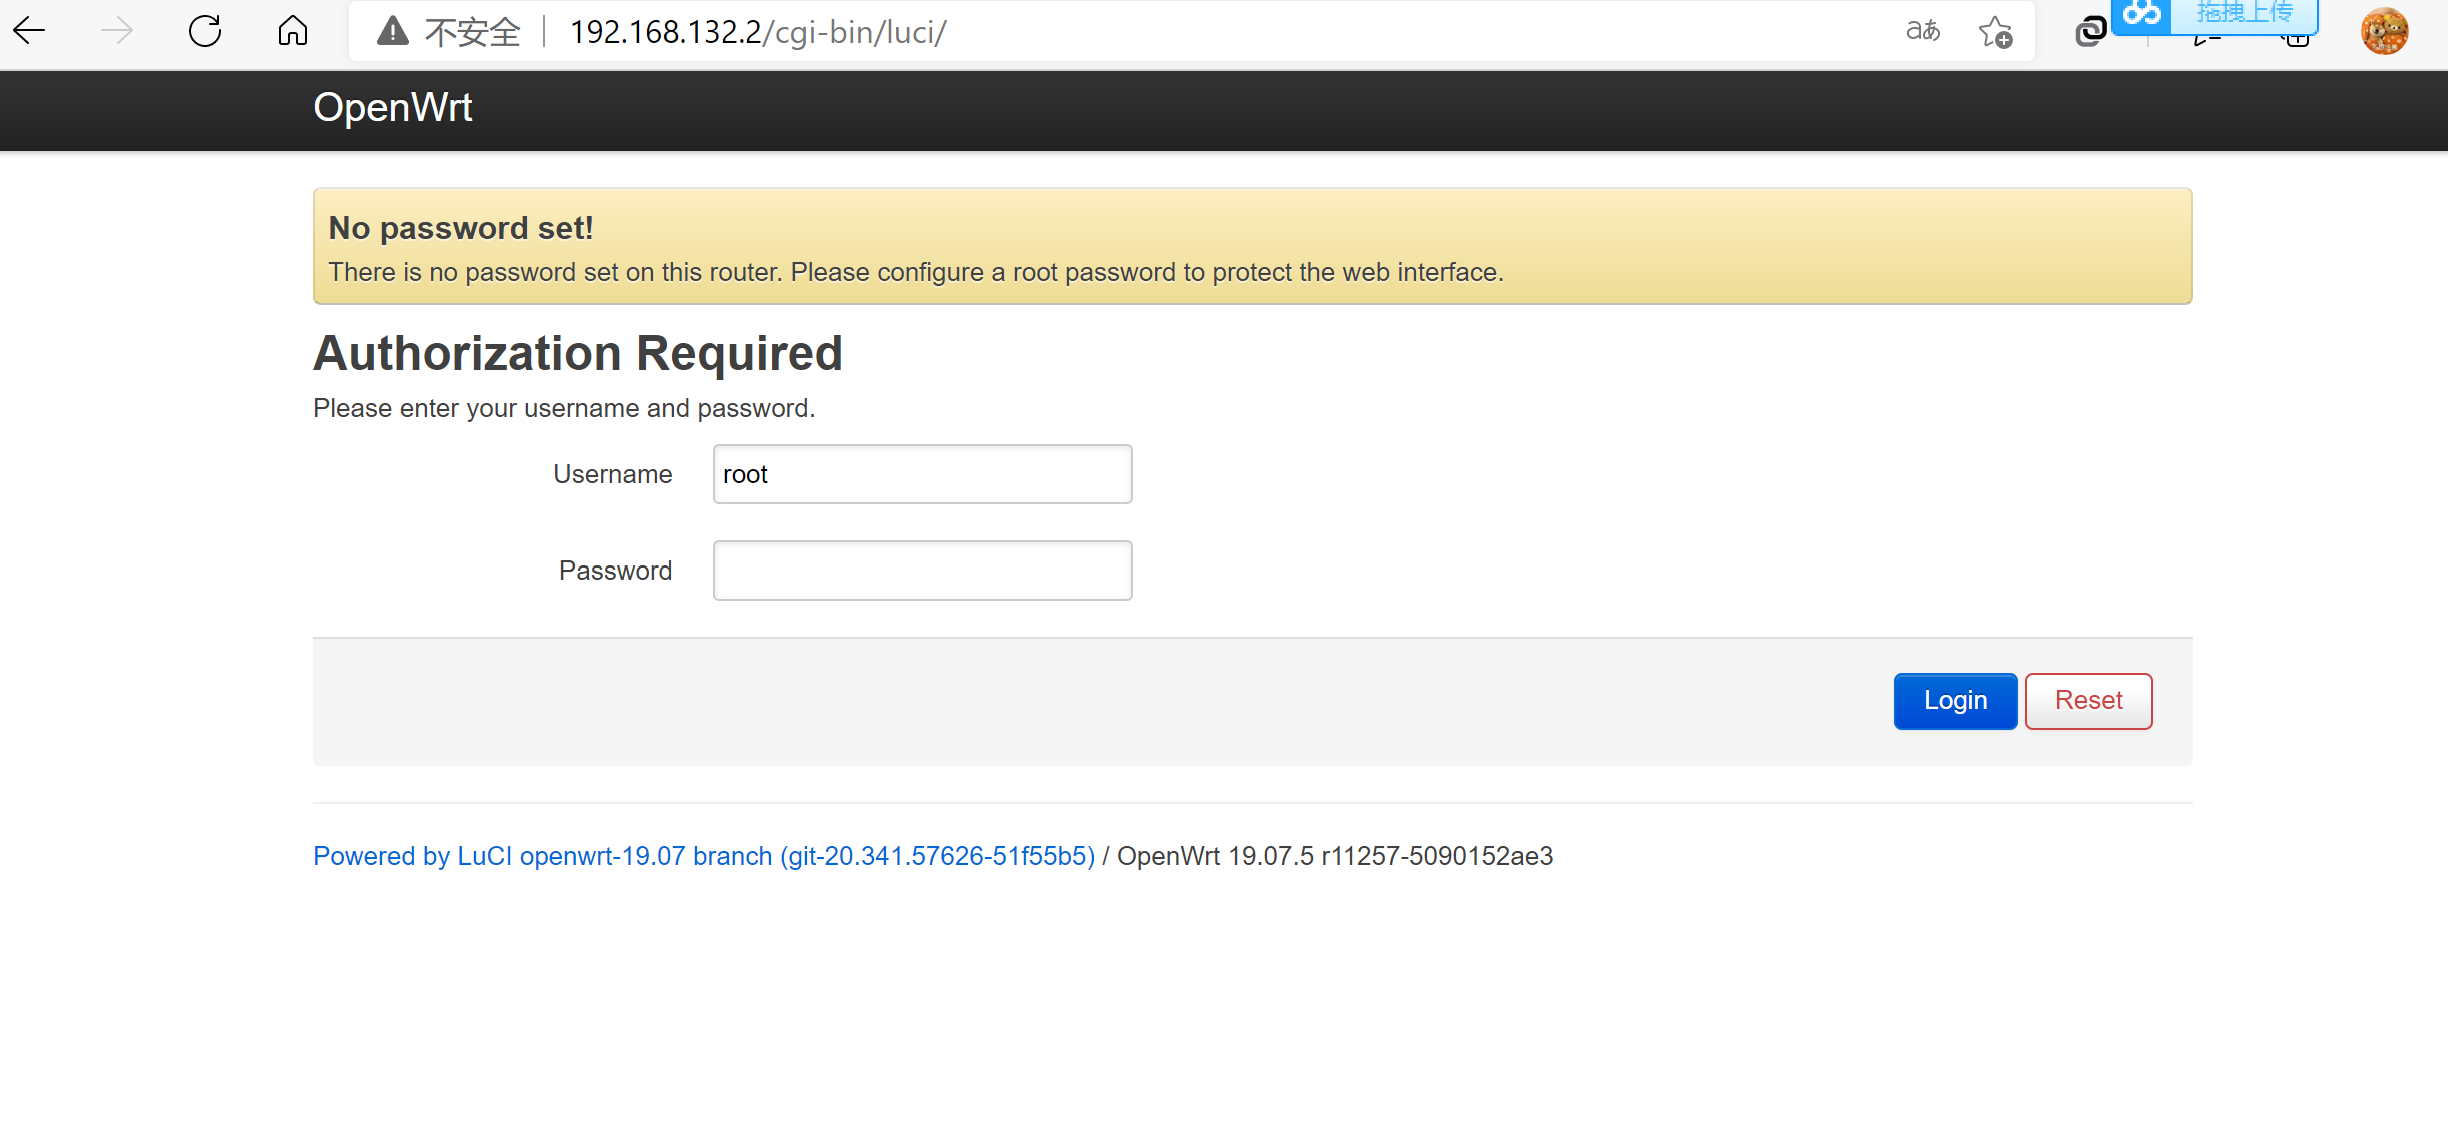 不安全 192.168.132.2/cgi-bin/luci/ aあ 拖拽上传
OpenWrt
No password set!
There is no password set on this router. Please configure a root password to protect the web interface.
Authorization Required
Please enter your username and password.
Username root
Password
Login Reset
Powered by LuCI openwrt-19.07 branch (git-20.341.57626-51f55b5) / OpenWrt 19.07.5 r11257-5090152ae3